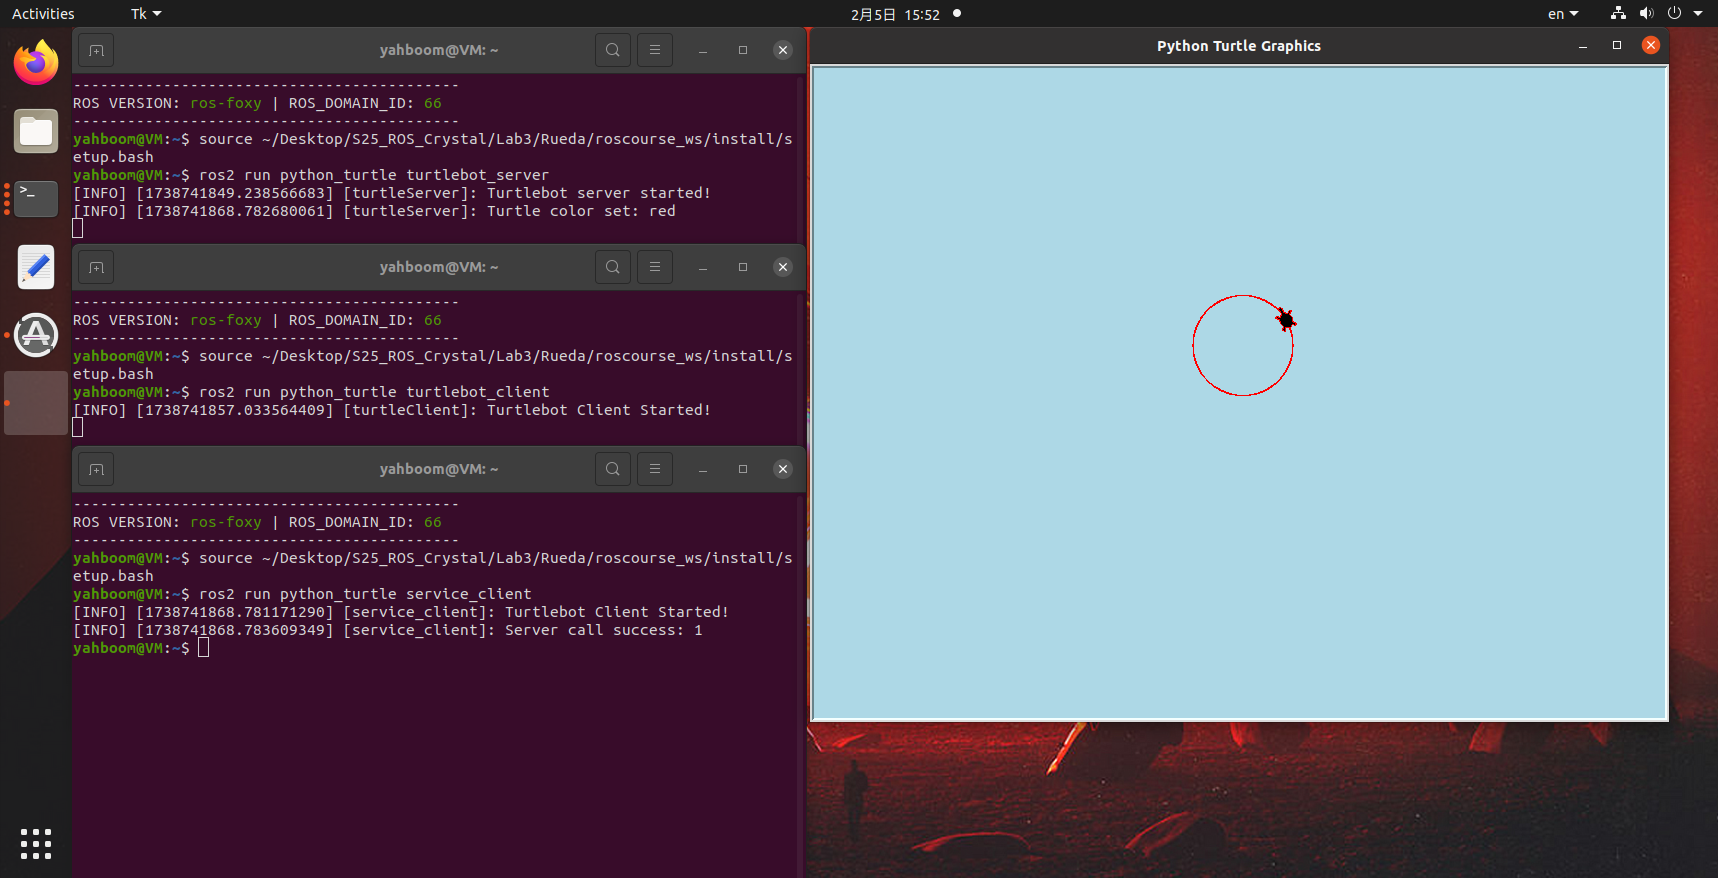 Activities
Tk
2月5日 15:52
en
yahboom@VM: ~
-------------------------------------------
ROS VERSION: ros-foxy | ROS_DOMAIN_ID: 66
-------------------------------------------
yahboom@VM:~$ source ~/Desktop/S25_ROS_Crystal/Lab3/Rueda/roscourse_ws/install/s
etup.bash
yahboom@VM:~$ ros2 run python_turtle turtlebot_server
[INFO] [1738741849.238566683] [turtleServer]: Turtlebot server started!
[INFO] [1738741868.782680061] [turtleServer]: Turtle color set: red
yahboom@VM: ~
-------------------------------------------
ROS VERSION: ros-foxy | ROS_DOMAIN_ID: 66
-------------------------------------------
yahboom@VM:~$ source ~/Desktop/S25_ROS_Crystal/Lab3/Rueda/roscourse_ws/install/s
etup.bash
yahboom@VM:~$ ros2 run python_turtle turtlebot_client
[INFO] [1738741857.033564409] [turtleClient]: Turtlebot Client Started!
yahboom@VM: ~
-------------------------------------------
ROS VERSION: ros-foxy | ROS_DOMAIN_ID: 66
-------------------------------------------
yahboom@VM:~$ source ~/Desktop/S25_ROS_Crystal/Lab3/Rueda/roscourse_ws/install/s
etup.bash
yahboom@VM:~$ ros2 run python_turtle service_client
[INFO] [1738741868.781171290] [service_client]: Turtlebot Client Started!
[INFO] [1738741868.783609349] [service_client]: Server call success: 1
yahboom@VM:~$
Python Turtle Graphics